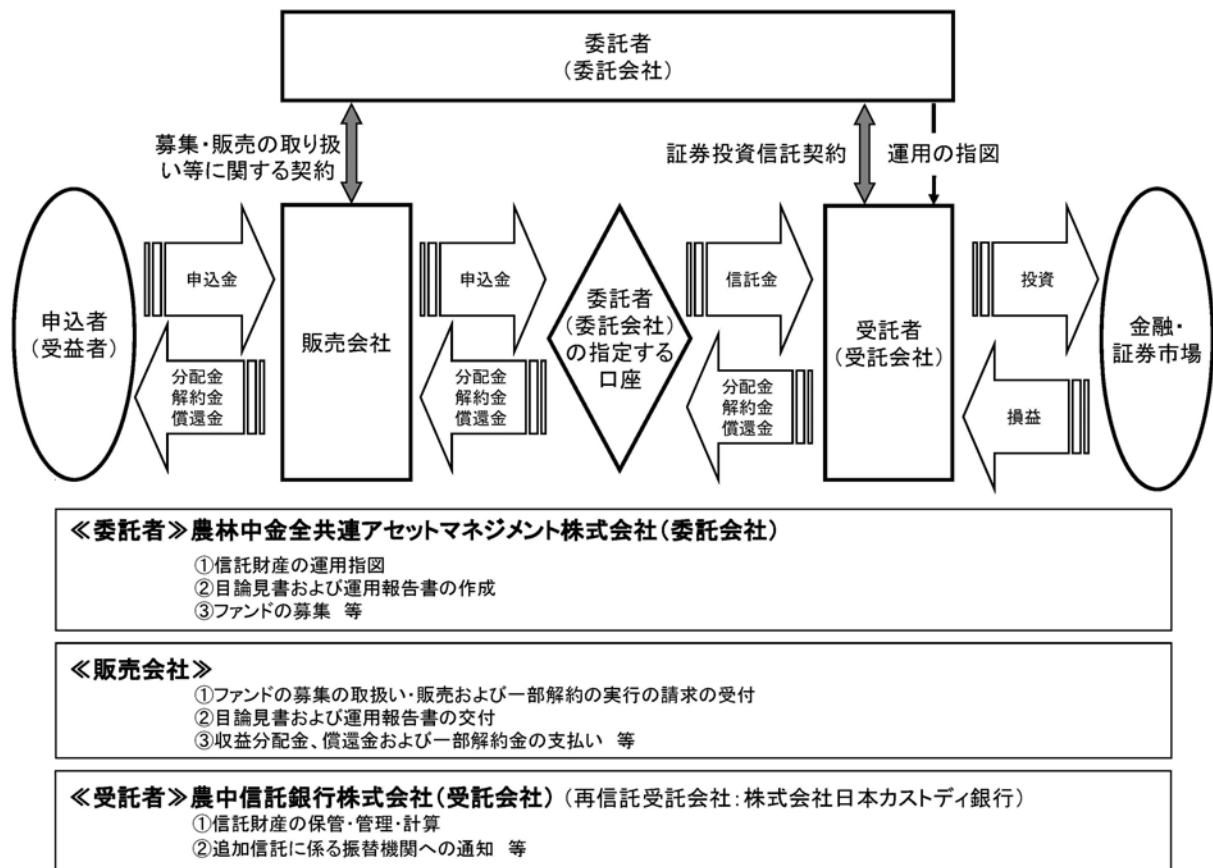 委託者
（委託会社）
募集・販売の取り扱
い等に関する契約
証券投資信託契約
運用の指図
申込者
（受益者）
申込金
分配金
解約金
償還金
販売会社
申込金
分配金
解約金
償還金
委託者
（委託会社）
の指定する
口座
信託金
分配金
解約金
償還金
受託者
（受託会社）
投資
損益
金融・
証券市場
≪委託者≫農林中金全共連アセットマネジメント株式会社（委託会社）
①信託財産の運用指図
②目論見書および運用報告書の作成
③ファンドの募集　等
≪販売会社≫
①ファンドの募集の取扱い・販売および一部解約の実行の請求の受付
②目論見書および運用報告書の交付
③収益分配金、償還金および一部解約金の支払い　等
≪受託者≫農中信託銀行株式会社（受託会社）（再信託受託会社：株式会社日本カストディ銀行）
①信託財産の保管・管理・計算
②追加信託に係る振替機関への通知　等